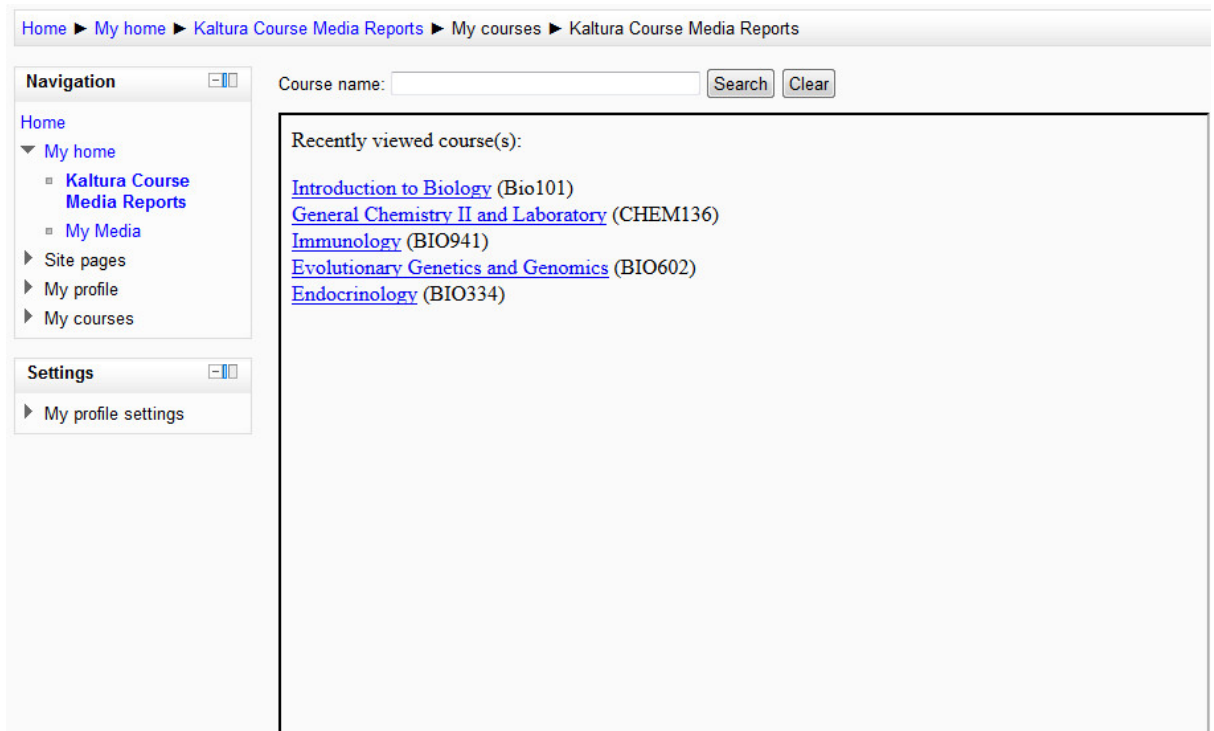 Home ► My home ► Kaltura Course Media Reports ► My courses ► Kaltura Course Media Reports
Navigation
Home
My home
Kaltura Course
Media Reports
My Media
Site pages
My profile
My courses
Settings
My profile settings
Course name:
Search
Clear
Recently viewed course(s):
Introduction to Biology (Bio101)
General Chemistry II and Laboratory (CHEM136)
Immunology (BIO941)
Evolutionary Genetics and Genomics (BIO602)
Endocrinology (BIO334)